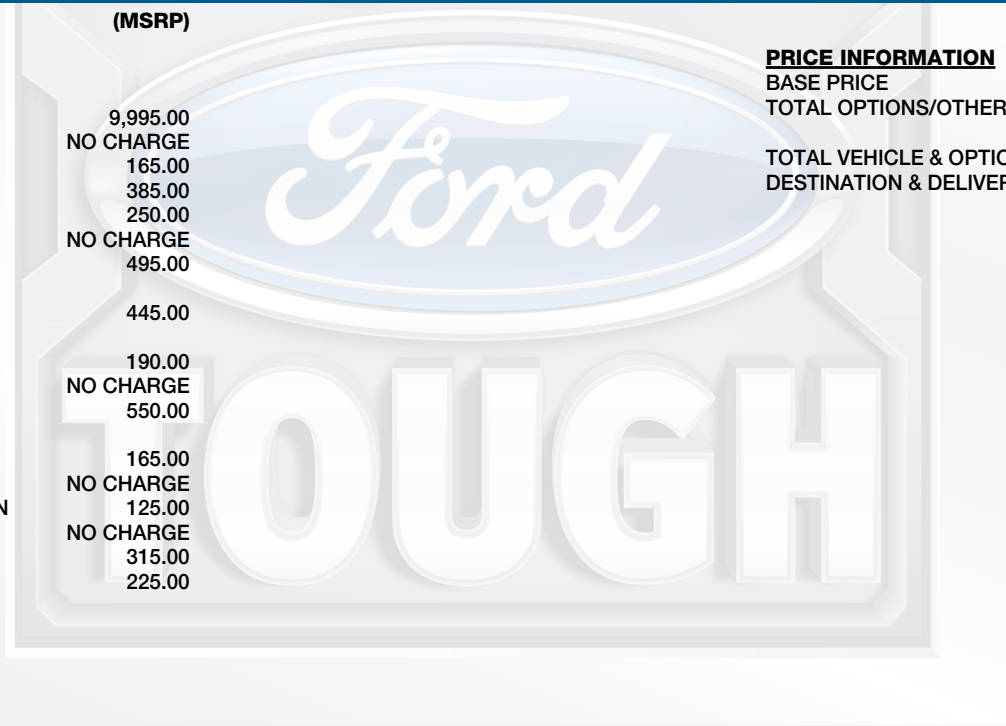 (MSRP)
9,995.00
NO CHARGE
165.00
385.00
250.00
NO CHARGE
495.00
445.00
190.00
NO CHARGE
550.00
165.00
NO CHARGE
N 125.00
NO CHARGE
315.00
225.00
PRICE INFORMATION
BASE PRICE
TOTAL OPTIONS/OTHER
TOTAL VEHICLE & OPTIO
DESTINATION & DELIVER
Ford
TOUGH